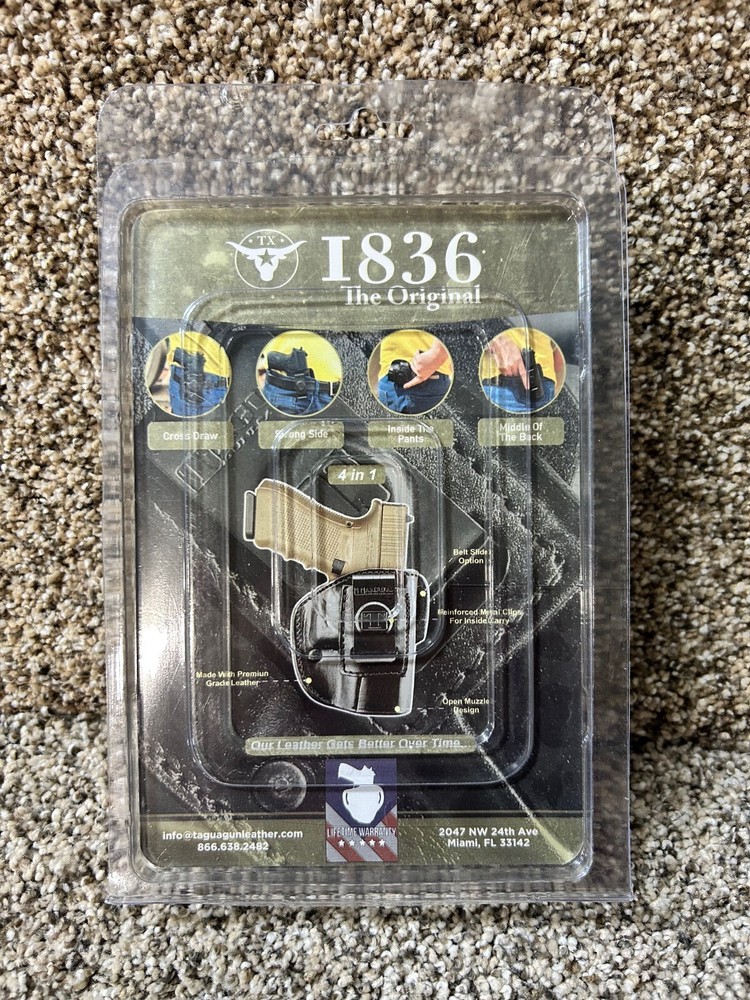 TX
1836
The Original
Cross Draw
Strong Side
Inside The
Pants
Middle Of
The Back
4 in 1
Belt Slide
Option
Reinforced Metal Clips
For Inside Carry
Made With Premiun
Grade Leather
Open Muzzle
Design
Our Leather Gets Better Over Time...
LIFETIME WARRANTY
info@taguagunleather.com
866.638.2482
2047 NW 24th Ave
Miami, FL 33142